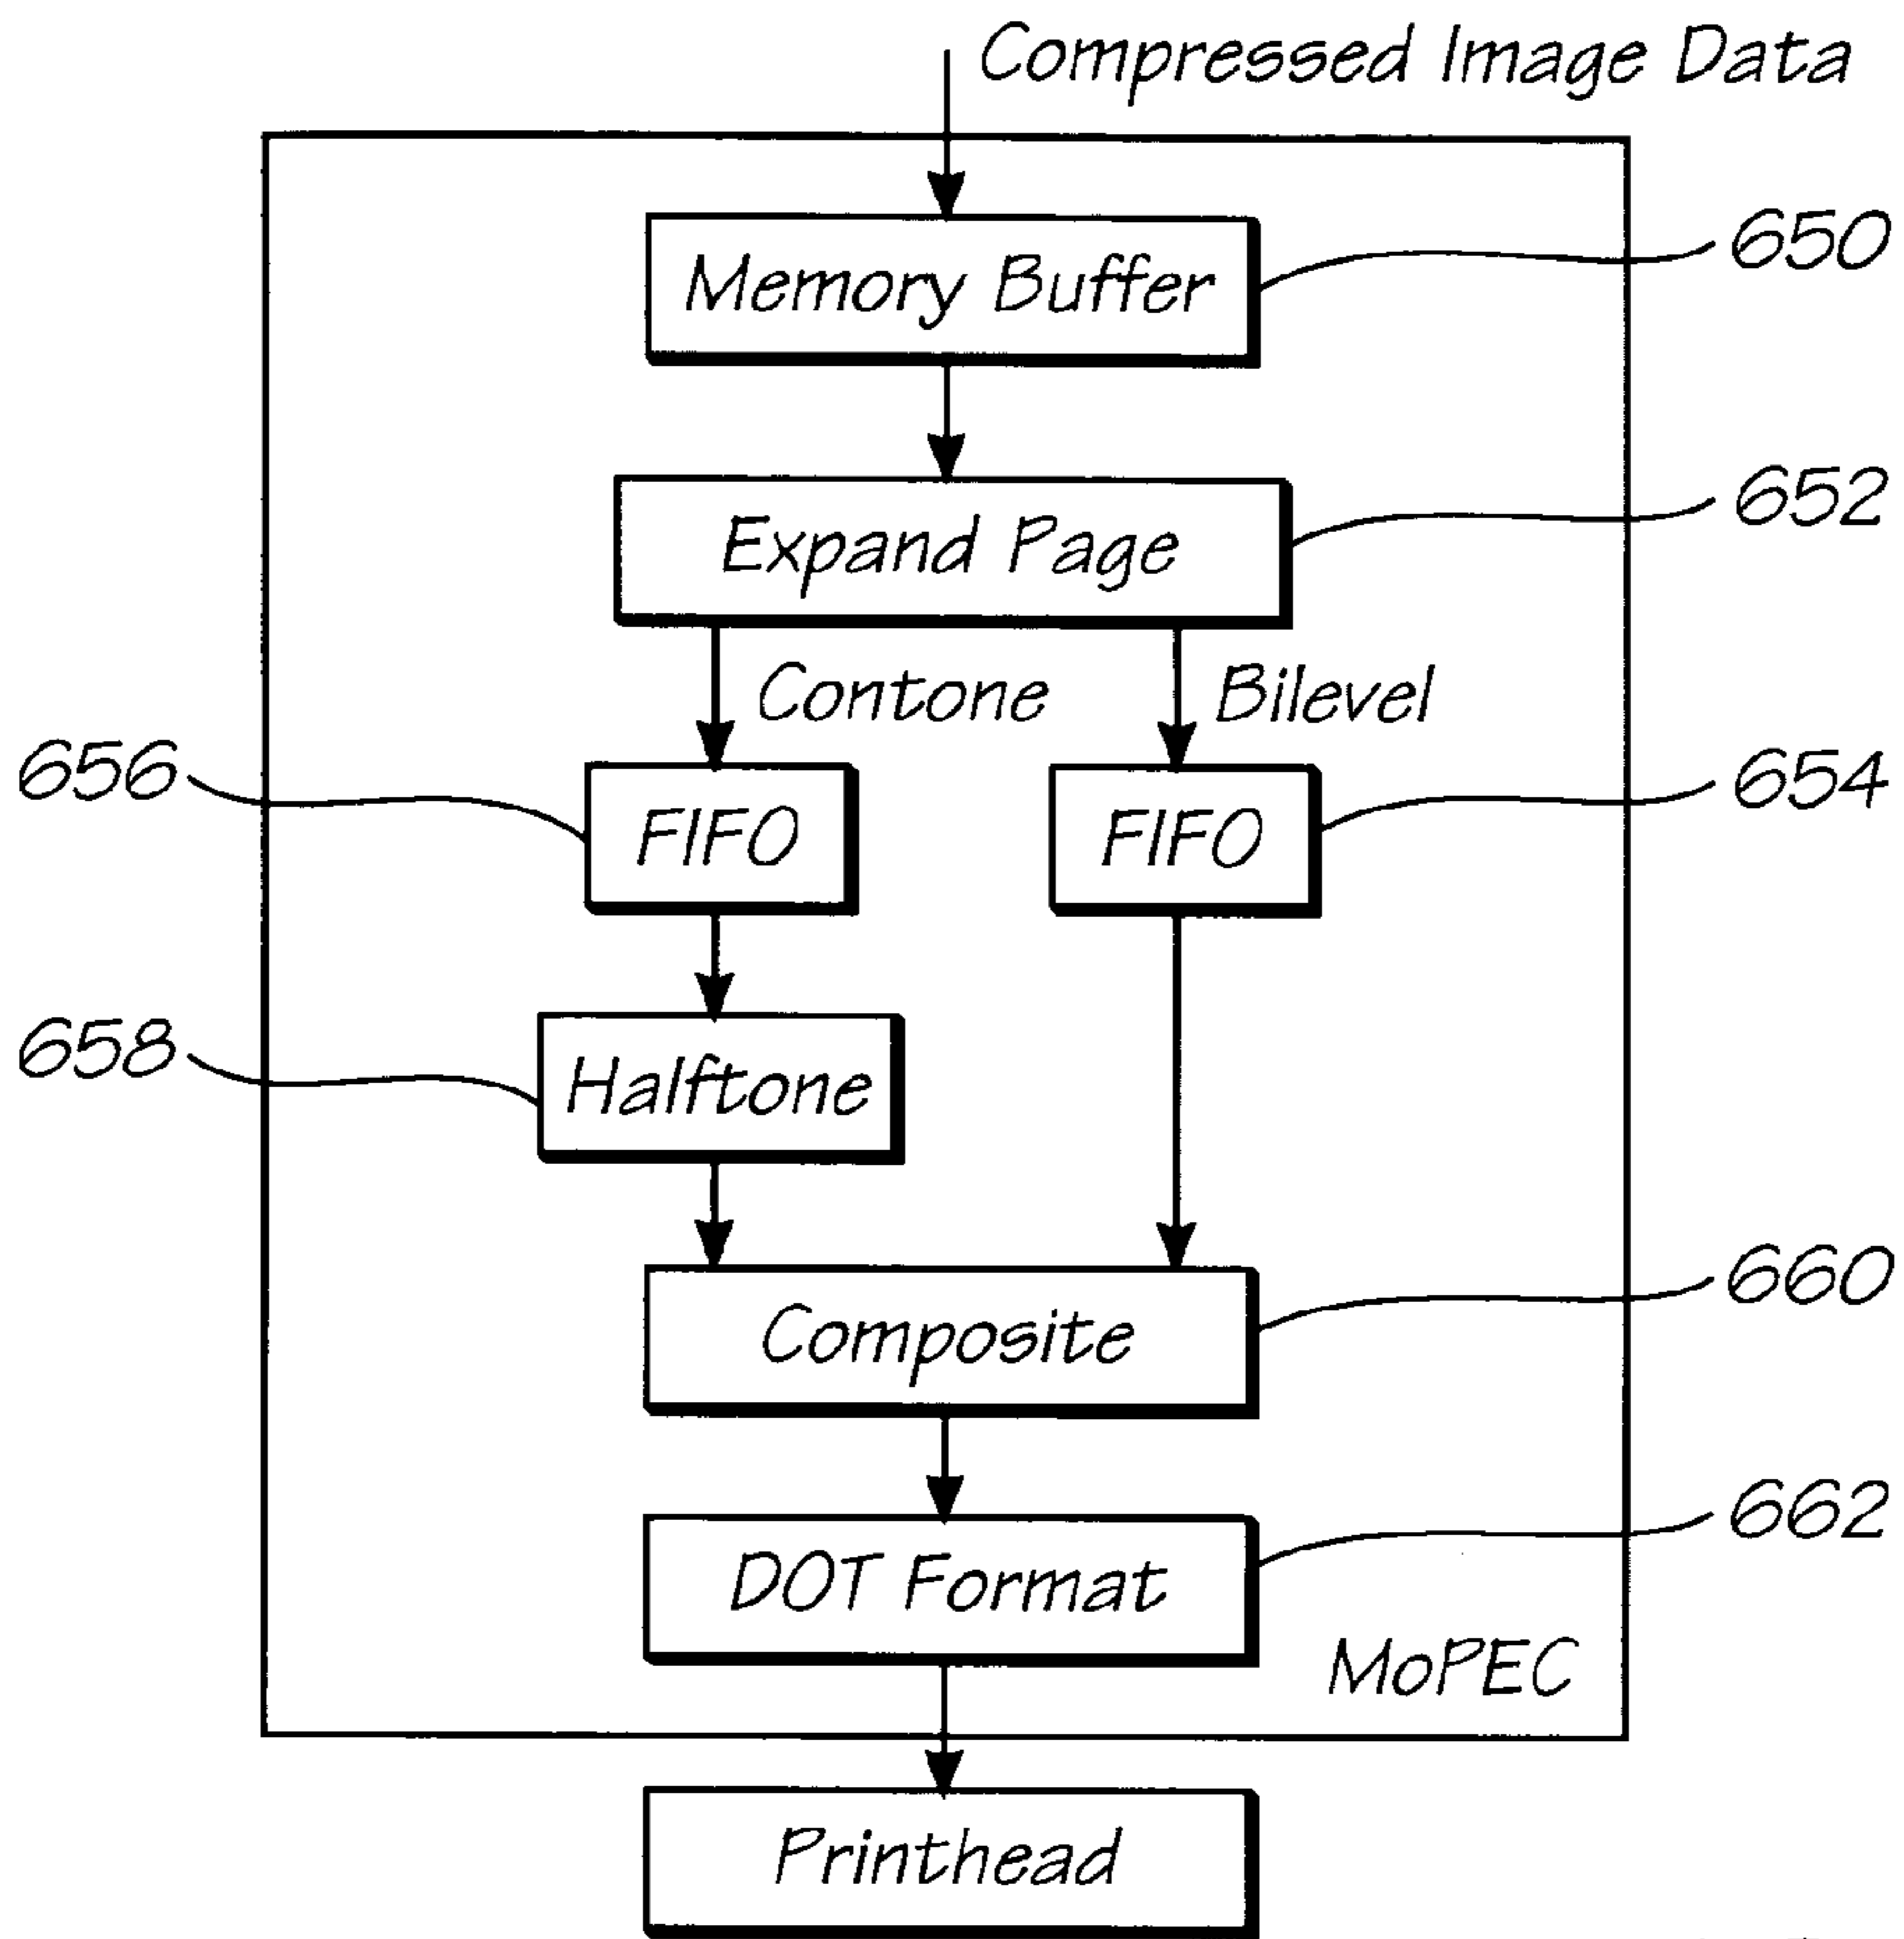 Compressed Image Data
Memory Buffer
650
Expand Page
652
Contone
Bilevel
656
FIFO
FIFO
654
658
Halftone
Composite
660
DOT Format
662
MoPEC
Printhead